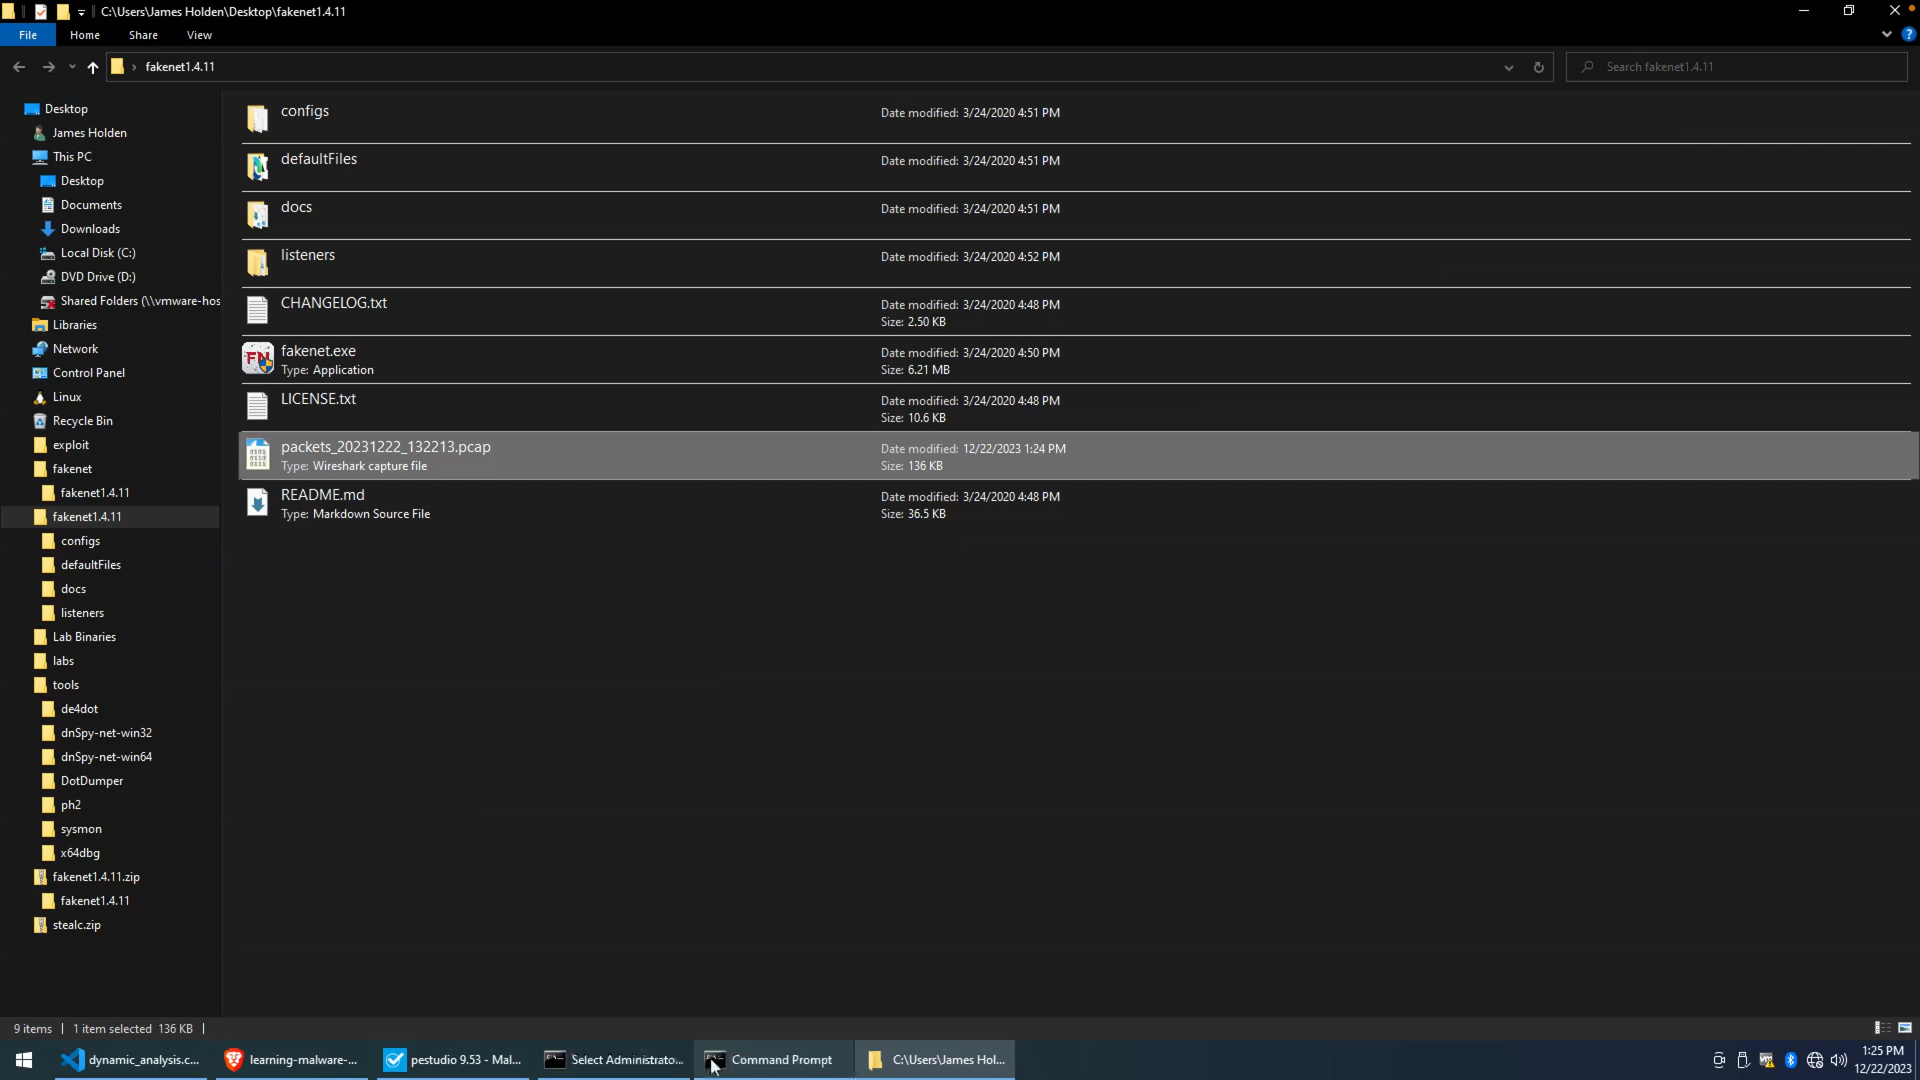 C:\Users\James Holden\Desktop\fakenet1.4.11
File Home Share View
fakenet1.4.11
Search fakenet1.4.11
Desktop
James Holden
This PC
Desktop
Documents
Downloads
Local Disk (C:)
DVD Drive (D:)
Shared Folders (\\vmware-hos
Libraries
Network
Control Panel
Linux
Recycle Bin
exploit
fakenet
fakenet1.4.11
fakenet1.4.11
configs
defaultFiles
docs
listeners
Lab Binaries
labs
tools
de4dot
dnSpy-net-win32
dnSpy-net-win64
DotDumper
ph2
sysmon
x64dbg
fakenet1.4.11.zip
fakenet1.4.11
stealc.zip
configs
Date modified: 3/24/2020 4:51 PM
defaultFiles
Date modified: 3/24/2020 4:51 PM
docs
Date modified: 3/24/2020 4:51 PM
listeners
Date modified: 3/24/2020 4:52 PM
CHANGELOG.txt
Date modified: 3/24/2020 4:48 PM
Size: 2.50 KB
FN
fakenet.exe
Date modified: 3/24/2020 4:50 PM
Type: Application
Size: 6.21 MB
LICENSE.txt
Date modified: 3/24/2020 4:48 PM
Size: 10.6 KB
packets_20231222_132213.pcap
Date modified: 12/22/2023 1:24 PM
Type: Wireshark capture file
Size: 136 KB
README.md
Date modified: 3/24/2020 4:48 PM
Type: Markdown Source File
Size: 36.5 KB
9 items
1 item selected 136 KB
dynamic_analysis.c...
learning-malware-...
pestudio 9.53 - Mal...
Select Administrato...
Command Prompt
C:\Users\James Hol...
1:25 PM
12/22/2023